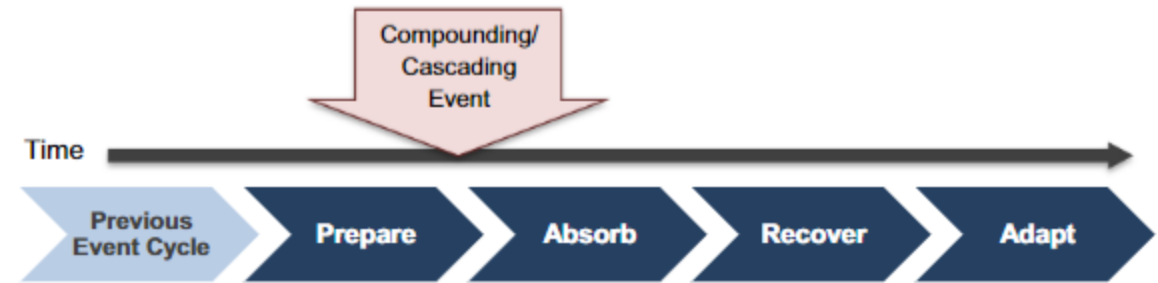 Compounding/
Cascading
Event
Time
Previous
Event Cycle
Prepare
Absorb
Recover
Adapt